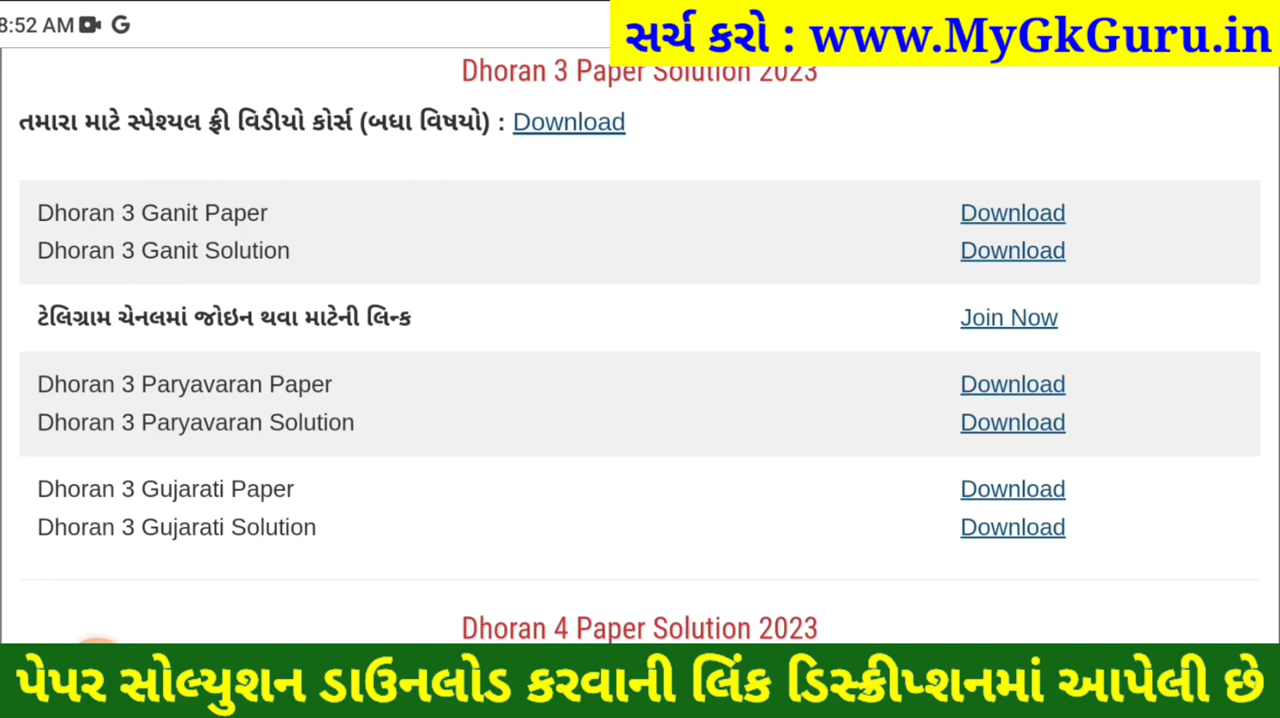 8:52 AM G
સર્ચ કરો : www.MyGkGuru.in
Dhoran 3 Paper Solution 2023
તમારા માટે સ્પેશ્યલ ફ્રી વિડીયો કોર્સ (બધા વિષયો) : Download
Dhoran 3 Ganit Paper Download
Dhoran 3 Ganit Solution Download
ટેલિગ્રામ ચેનલમાં જોઇન થવા માટેની લિન્ક Join Now
Dhoran 3 Paryavaran Paper Download
Dhoran 3 Paryavaran Solution Download
Dhoran 3 Gujarati Paper Download
Dhoran 3 Gujarati Solution Download
Dhoran 4 Paper Solution 2023
પેપર સોલ્યુશન ડાઉનલોડ કરવાની લિંક ડિસ્ક્રીપ્શનમાં આપેલી છે